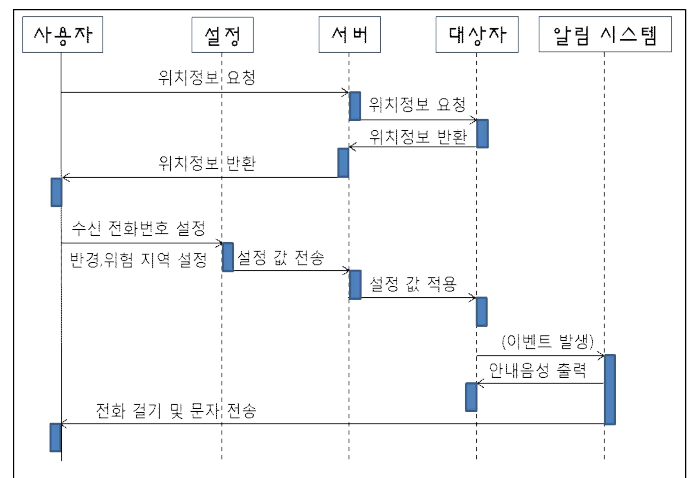 사용자 설정 서버 대상자 알림 시스템
위치정보 요청
위치정보 요청
위치정보 반환
위치정보 반환
수신 전화번호 설정
반경,위험 지역 설정 설정 값 전송
설정 값 적용
(이벤트 발생)
안내음성 출력
전화 걸기 및 문자 전송